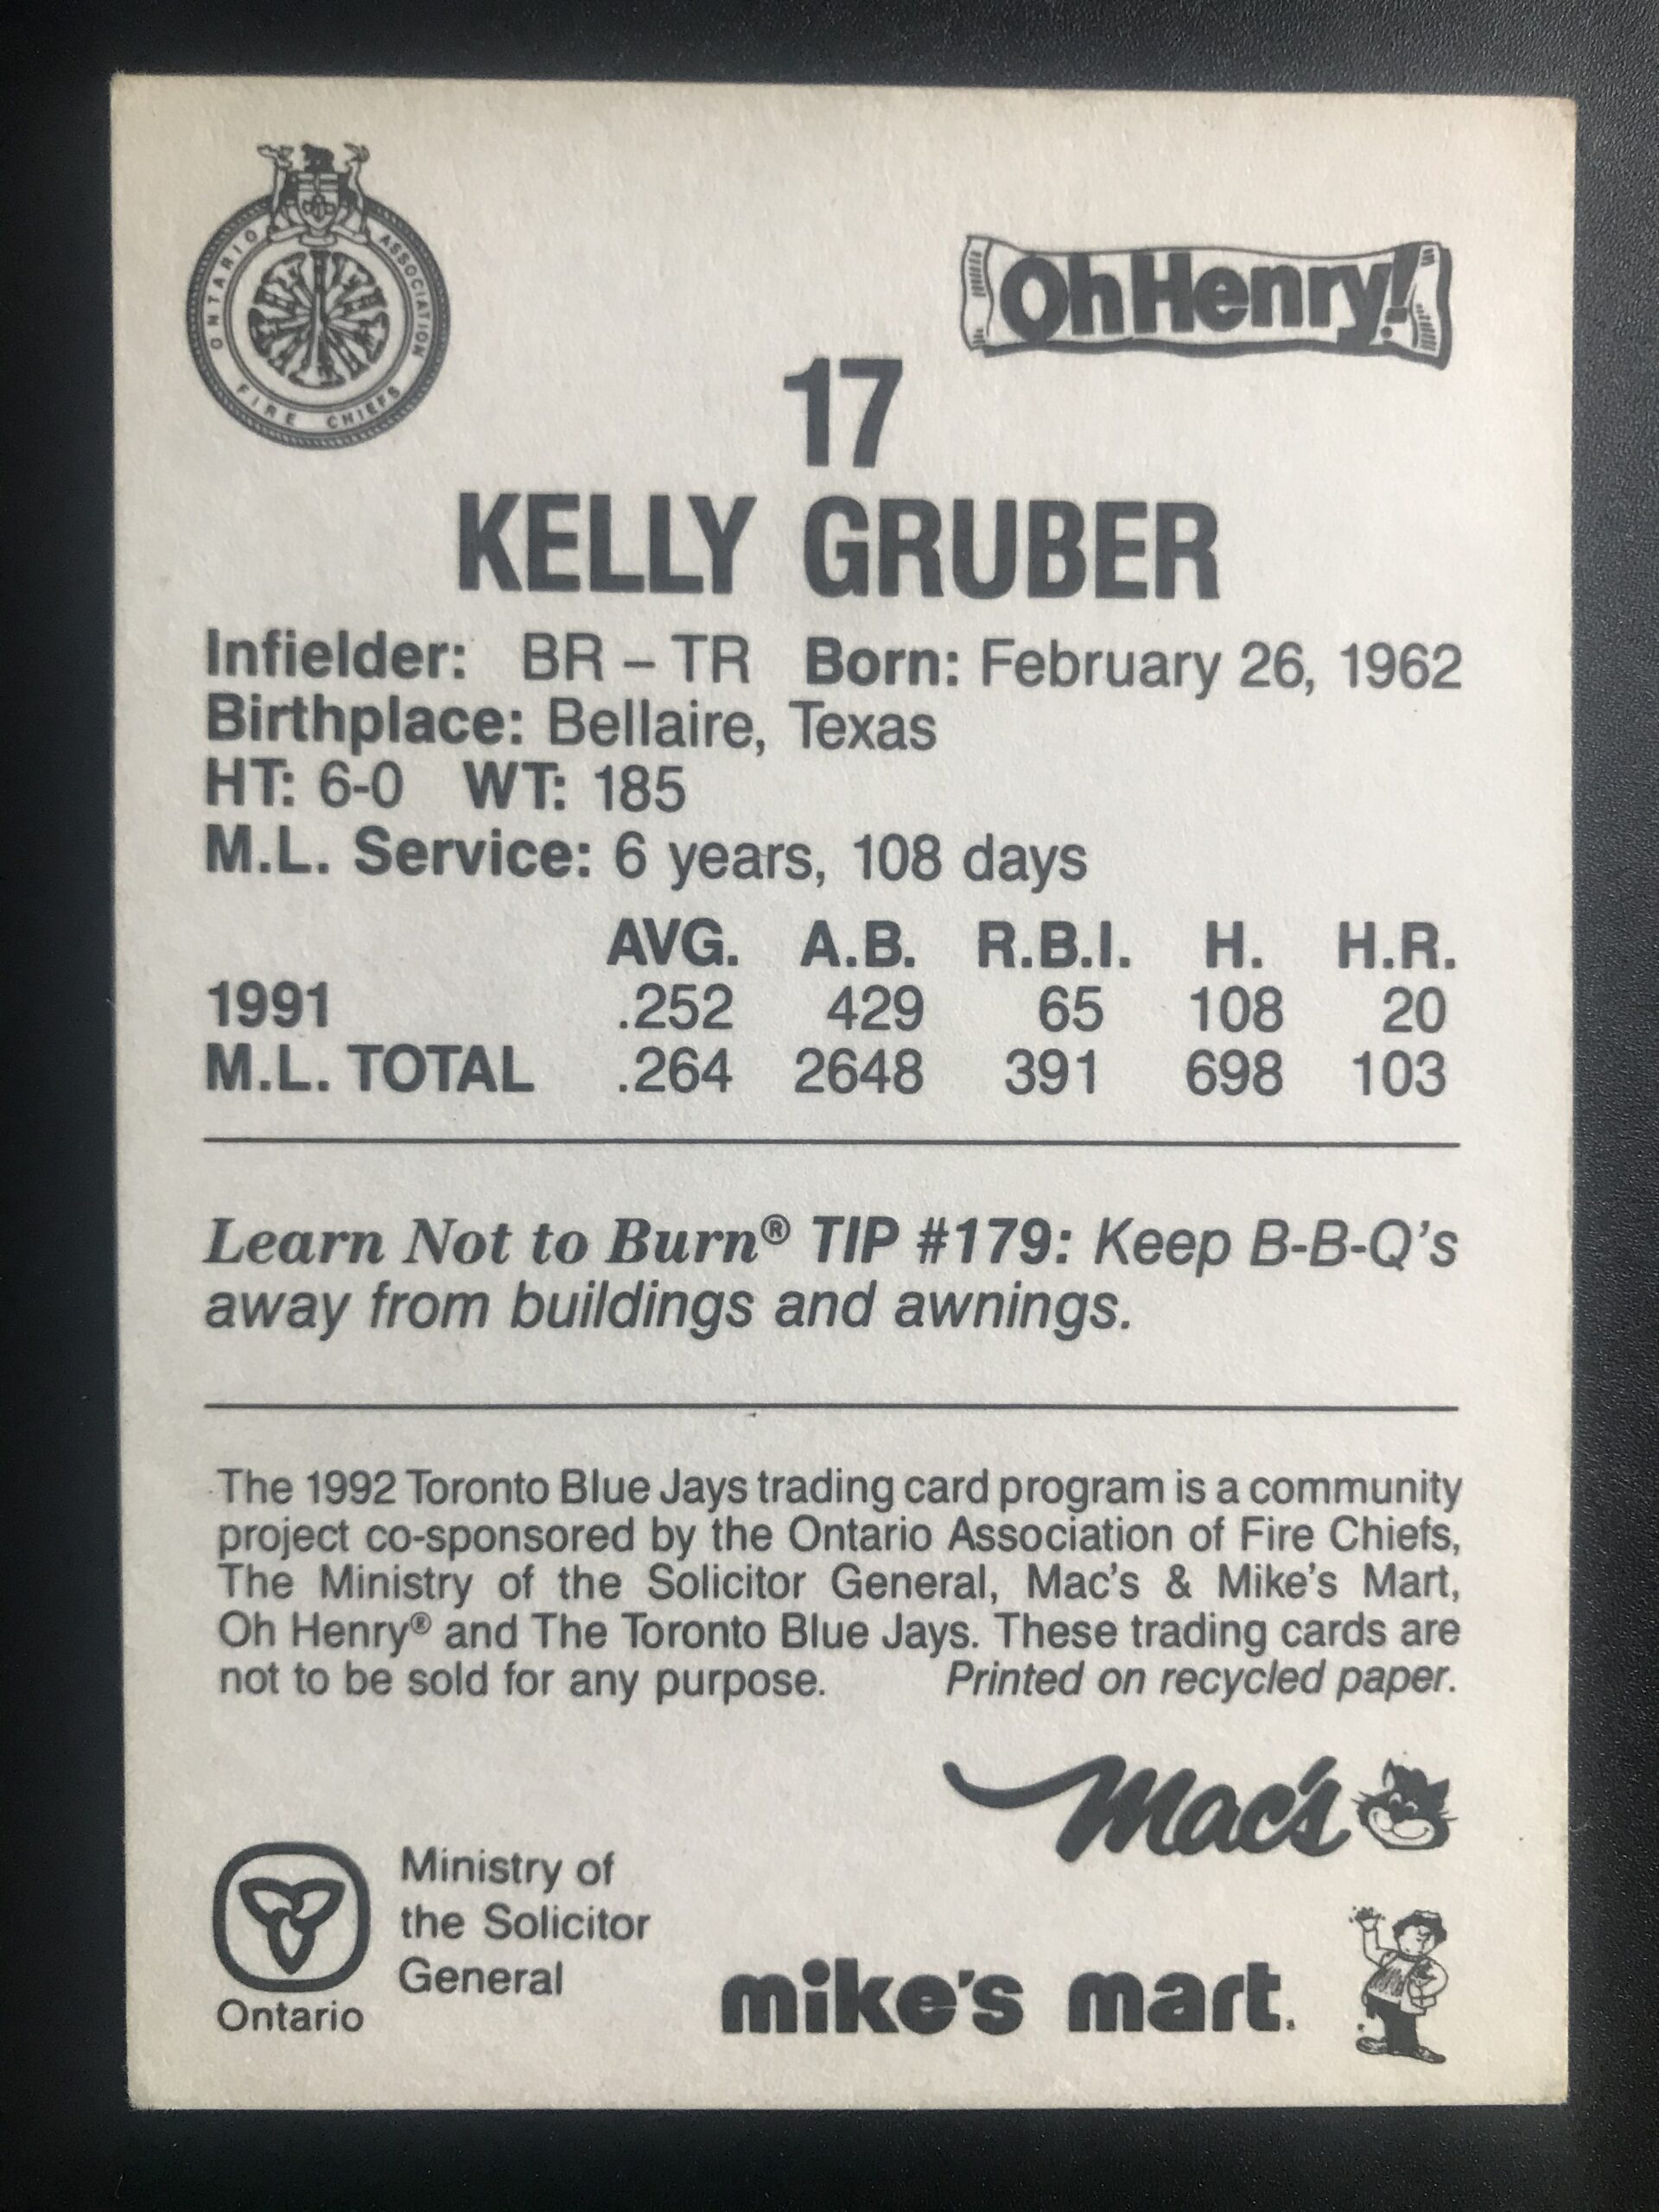 ONTARIO ASSOCIATION
FIRE CHIEFS
Oh Henry!
17
KELLY GRUBER
Infielder: BR – TR Born: February 26, 1962
Birthplace: Bellaire, Texas
HT: 6-0 WT: 185
M.L. Service: 6 years, 108 days
AVG. A.B. R.B.I. H. H.R.
1991 .252 429 65 108 20
M.L. TOTAL .264 2648 391 698 103
Learn Not to Burn® TIP #179: Keep B-B-Q's
away from buildings and awnings.
The 1992 Toronto Blue Jays trading card program is a community
project co-sponsored by the Ontario Association of Fire Chiefs,
The Ministry of the Solicitor General, Mac's & Mike's Mart,
Oh Henry® and The Toronto Blue Jays. These trading cards are
not to be sold for any purpose. Printed on recycled paper.
Mac's
Ministry of
the Solicitor
General
Ontario
mike's mart.